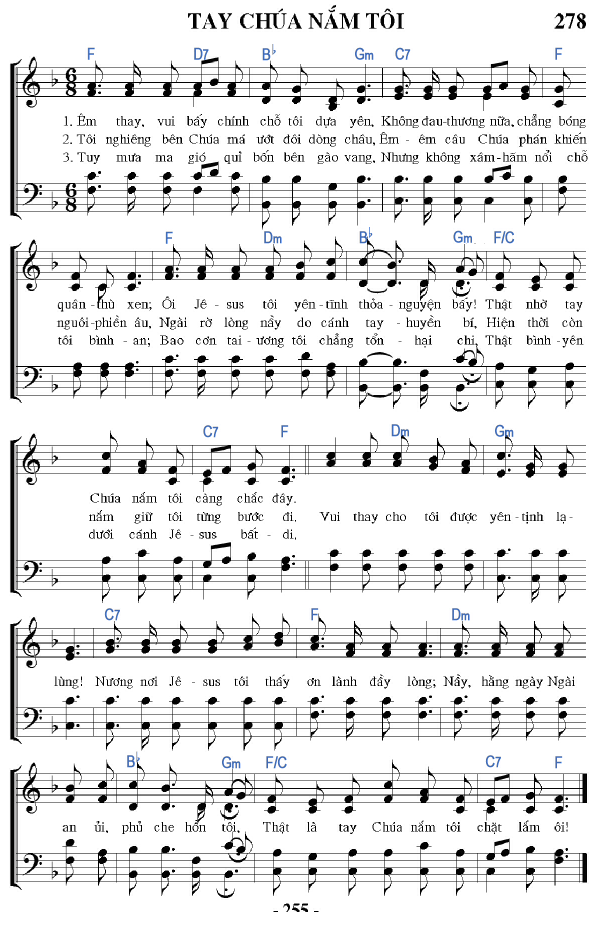 TAY CHÚA NẮM TÔI 278
F D7 B♭ Gm C7 F
1. Êm thay, vui bấy chính chỗ tôi dựa yên, Không đau-thương nữa, chẳng bóng
2. Tôi nghiêng bên Chúa má ướt đôi dòng châu, Êm-êm câu Chúa phán khiến
3. Tuy mưa ma gió quỉ bốn bên gào vang, Nhưng không xâm-hãm nổi chỗ
F Dm B♭ Gm F/C
quân-thù xen; Ôi Jê-sus tôi yên-tĩnh thỏa-nguyện bấy! Thật nhờ tay
nguôi-phiền âu, Ngài rờ lòng nầy do cánh tay-huyền bí, Hiện thời còn
tôi bình-an; Bao cơn tai-ương tôi chẳng tổn-hại chi, Thật bình-yên
C7 F Dm Gm
Chúa nắm tôi càng chắc đây.
nắm giữ tôi từng bước đi. Vui thay cho tôi được yên-tịnh lạ-
dưới cánh Jê-sus bất-di.
C7 F Dm
lùng! Nương nơi Jê-sus tôi thấy ơn lành đầy lòng; Nầy, hằng ngày Ngài
B♭ Gm F/C C7 F
an ủi, phủ che hồn tôi, Thật là tay Chúa nắm tôi chặt lắm ôi!
- 255 -